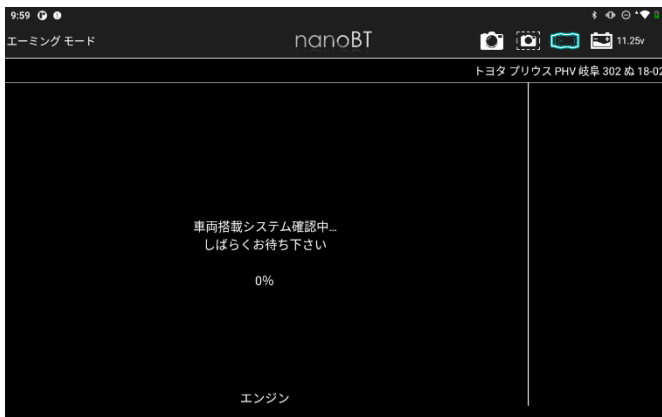 9:59
エーミング モード
nanoBT
11.25v
トヨタ プリウス PHV 岐阜 302 ぬ 18-02
車両搭載システム確認中...
しばらくお待ち下さい
0%
エンジン